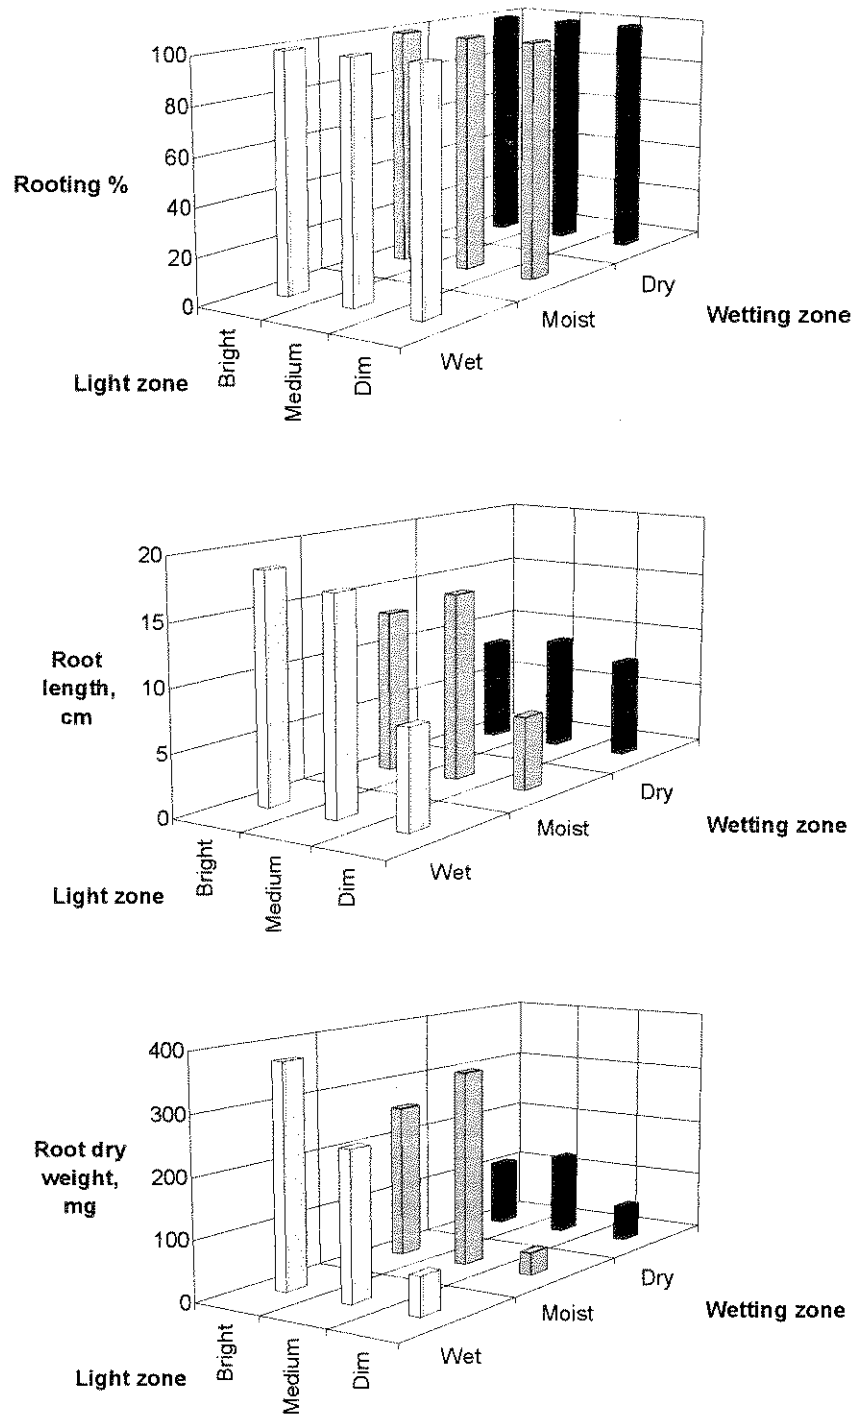 100
80
60
Rooting %
40
20
0
Dry
Moist
Wetting zone
Bright
Medium
Dim
Wet
Light zone
20
15
Root
length,
cm
10
5
0
Dry
Moist
Wetting zone
Bright
Medium
Dim
Wet
Light zone
400
300
Root dry
weight,
mg
200
100
0
Dry
Moist
Wetting zone
Bright
Medium
Dim
Wet
Light zone